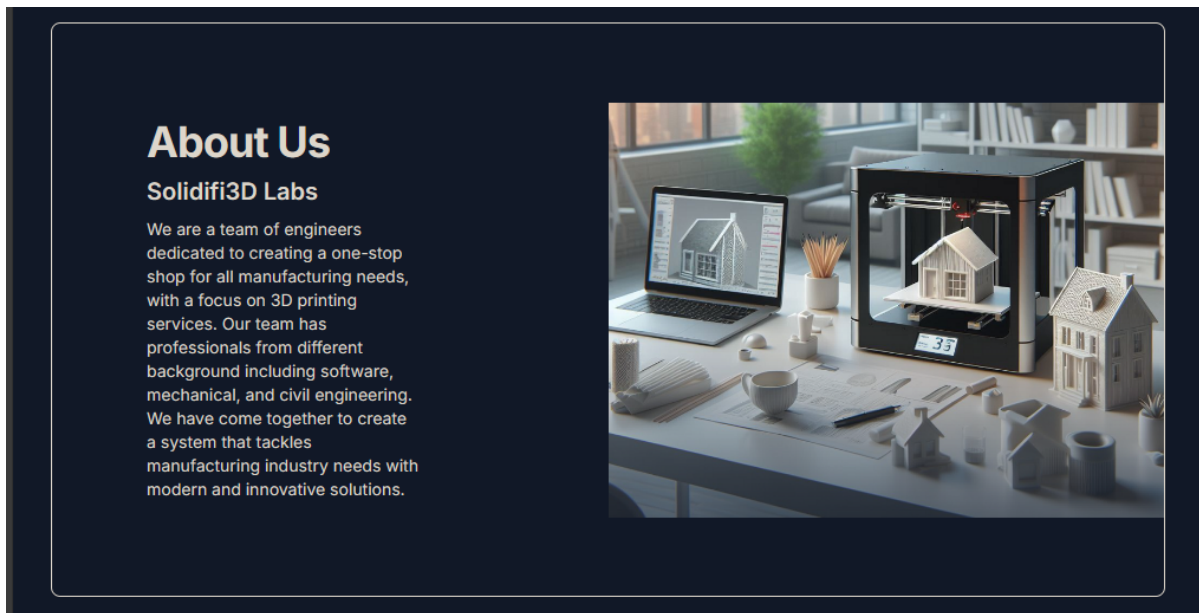 About Us
Solidifi3D Labs
We are a team of engineers
dedicated to creating a one-stop
shop for all manufacturing needs,
with a focus on 3D printing
services. Our team has
professionals from different
background including software,
mechanical, and civil engineering.
We have come together to create
a system that tackles
manufacturing industry needs with
modern and innovative solutions.